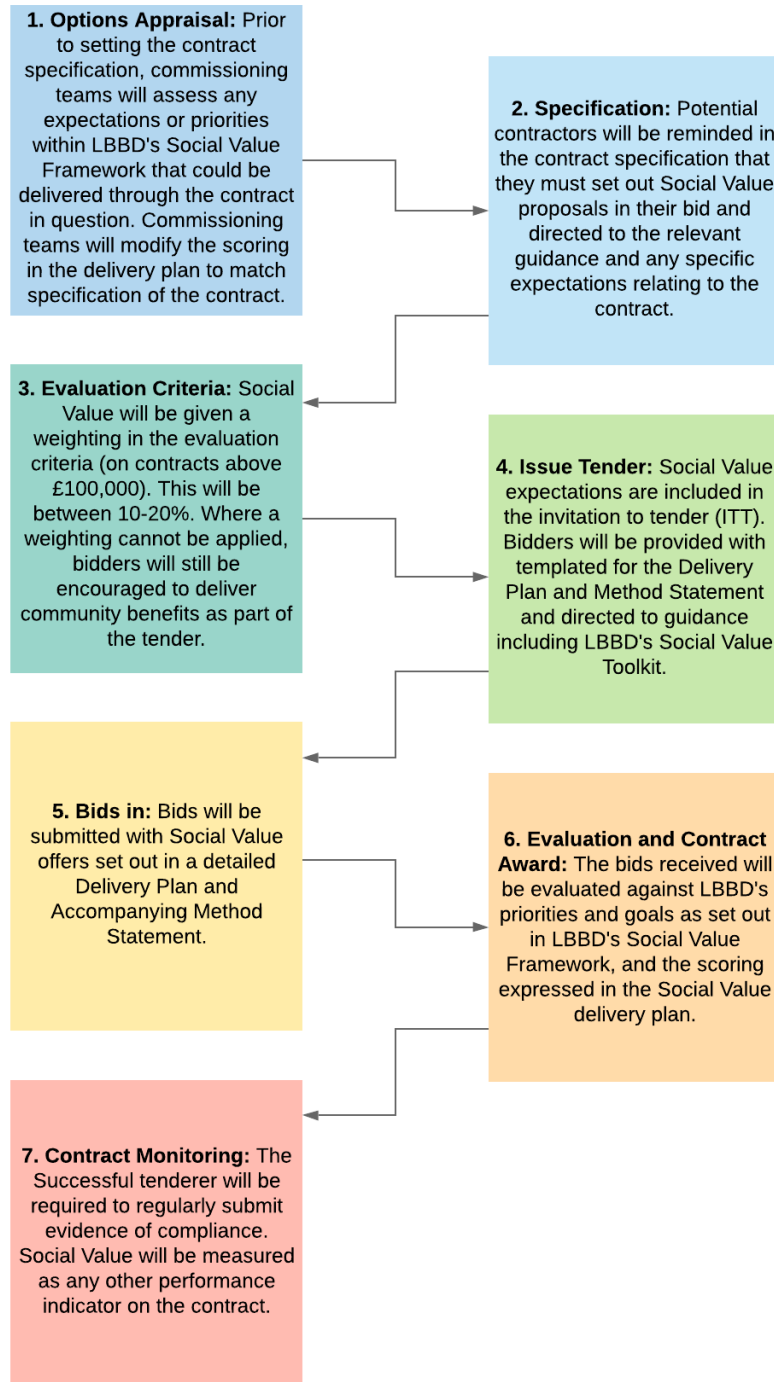 1. Options Appraisal: Prior
to setting the contract
specification, commissioning
teams will assess any
expectations or priorities
within LBBD's Social Value
Framework that could be
delivered through the contract
in question. Commissioning
teams will modify the scoring
in the delivery plan to match
specification of the contract.
2. Specification: Potential
contractors will be reminded in
the contract specification that
they must set out Social Value
proposals in their bid and
directed to the relevant
guidance and any specific
expectations relating to the
contract.
3. Evaluation Criteria: Social
Value will be given a
weighting in the evaluation
criteria (on contracts above
£100,000). This will be
between 10-20%. Where a
weighting cannot be applied,
bidders will still be
encouraged to deliver
community benefits as part of
the tender.
4. Issue Tender: Social Value
expectations are included in
the invitation to tender (ITT).
Bidders will be provided with
templated for the Delivery
Plan and Method Statement
and directed to guidance
including LBBD's Social Value
Toolkit.
5. Bids in: Bids will be
submitted with Social Value
offers set out in a detailed
Delivery Plan and
Accompanying Method
Statement.
6. Evaluation and Contract
Award: The bids received will
be evaluated against LBBD's
priorities and goals as set out
in LBBD's Social Value
Framework, and the scoring
expressed in the Social Value
delivery plan.
7. Contract Monitoring: The
Successful tenderer will be
required to regularly submit
evidence of compliance.
Social Value will be measured
as any other performance
indicator on the contract.